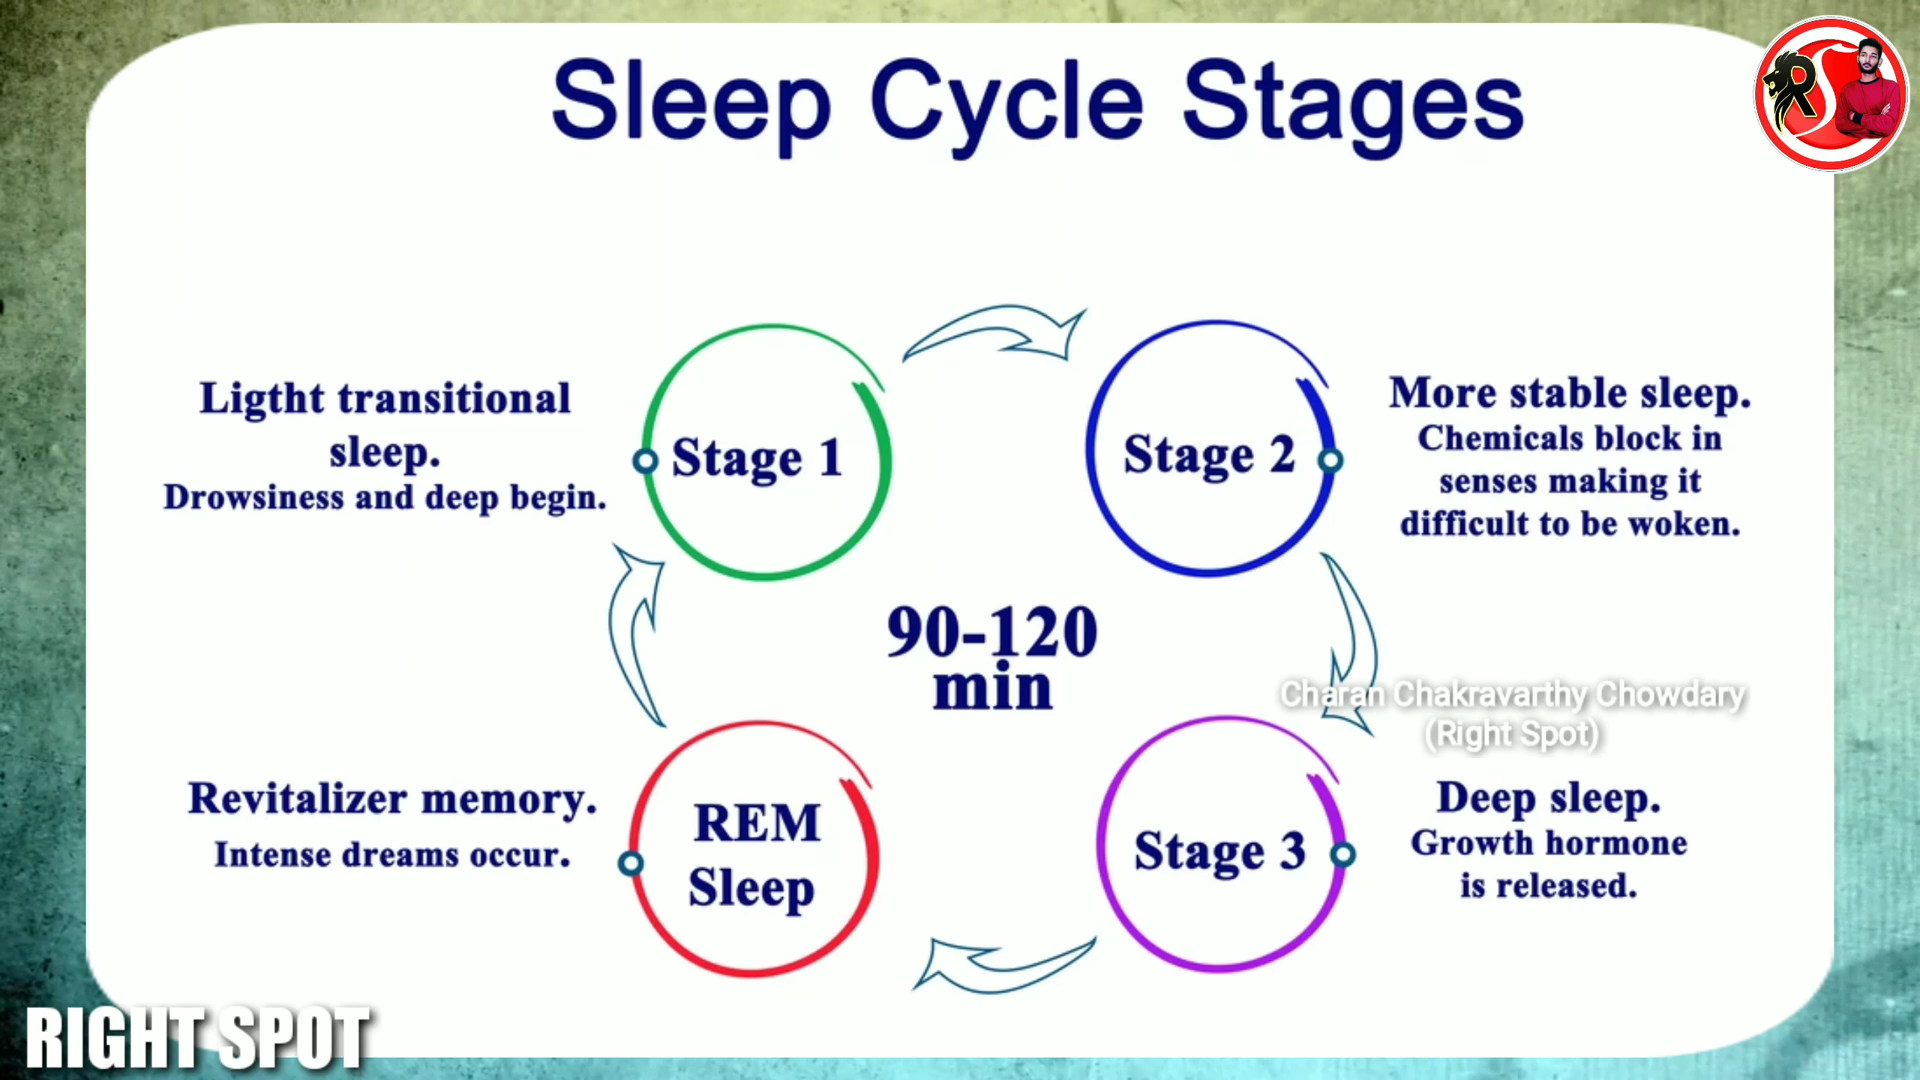 Sleep Cycle Stages
RS
Ligtht transitional
sleep.
Drowsiness and deep begin.
Stage 1
Stage 2
More stable sleep.
Chemicals block in
senses making it
difficult to be woken.
90-120
min
Charan Chakravarthy Chowdary
(Right Spot)
Revitalizer memory.
Intense dreams occur.
REM
Sleep
Stage 3
Deep sleep.
Growth hormone
is released.
RIGHT SPOT